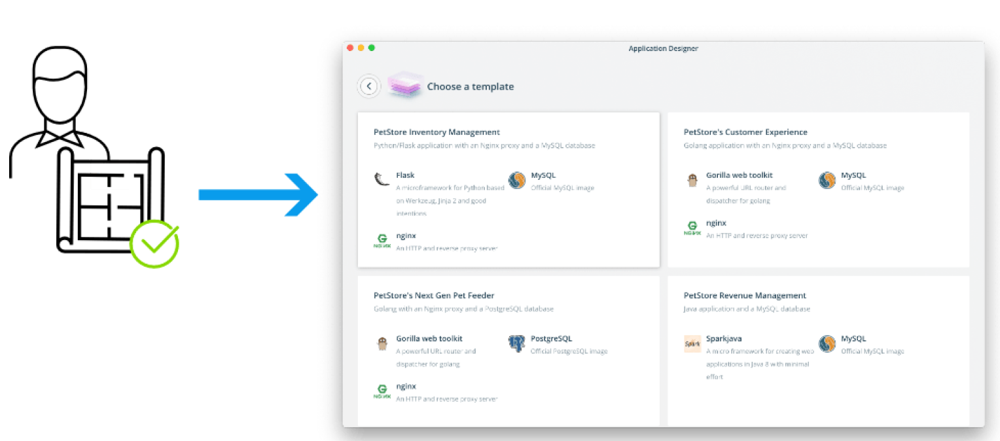 Application Designer
Choose a template
PetStore Inventory Management
Python/Flask application with an Nginx proxy and a MySQL database
Flask
A microframework for Python based
on Werkzeug, Jinja 2 and good
intentions.
MySQL
Official MySQL image
NGINX
nginx
An HTTP and reverse proxy server
PetStore's Customer Experience
Golang application with an Nginx proxy and a MySQL database
Gorilla web toolkit
A powerful URL router and
dispatcher for golang
MySQL
Official MySQL image
NGINX
nginx
An HTTP and reverse proxy server
PetStore's Next Gen Pet Feeder
Golang with an Nginx proxy and a PostgreSQL database
Gorilla web toolkit
A powerful URL router and
dispatcher for golang
PostgreSQL
Official PostgreSQL image
NGINX
nginx
An HTTP and reverse proxy server
PetStore Revenue Management
Java application and a MySQL database
Spark
Sparkjava
A micro framework for creating web
applications in Java 8 with minimal
effort
MySQL
Official MySQL image